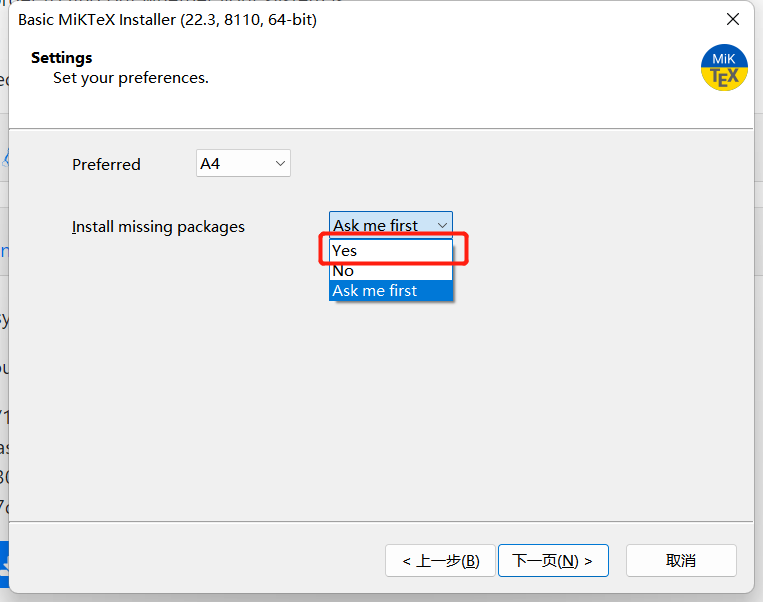 Basic MiKTeX Installer (22.3, 8110, 64-bit)
Settings
Set your preferences.
MiK
TEX
Preferred
A4
Install missing packages
Ask me first
Yes
No
Ask me first
< 上一步(B)
下一页(N) >
取消